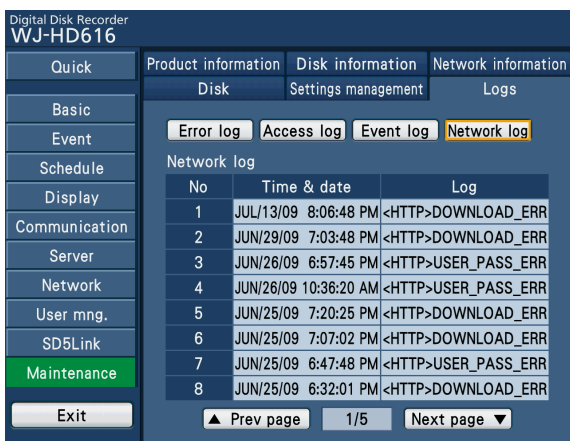 Digital Disk Recorder
WJ-HD616
Quick
Basic
Event
Schedule
Display
Communication
Server
Network
User mng.
SD5Link
Maintenance
Exit
Product information Disk information Network information
Disk Settings management Logs
Error log Access log Event log Network log
Network log
No Time & date Log
1 JUL/13/09 8:06:48 PM <HTTP>DOWNLOAD_ERR
2 JUN/29/09 7:03:48 PM <HTTP>DOWNLOAD_ERR
3 JUN/26/09 6:57:45 PM <HTTP>USER_PASS_ERR
4 JUN/26/09 10:36:20 AM <HTTP>USER_PASS_ERR
5 JUN/25/09 7:20:25 PM <HTTP>DOWNLOAD_ERR
6 JUN/25/09 7:07:02 PM <HTTP>DOWNLOAD_ERR
7 JUN/25/09 6:47:48 PM <HTTP>USER_PASS_ERR
8 JUN/25/09 6:32:01 PM <HTTP>DOWNLOAD_ERR
▲ Prev page 1/5 Next page ▼